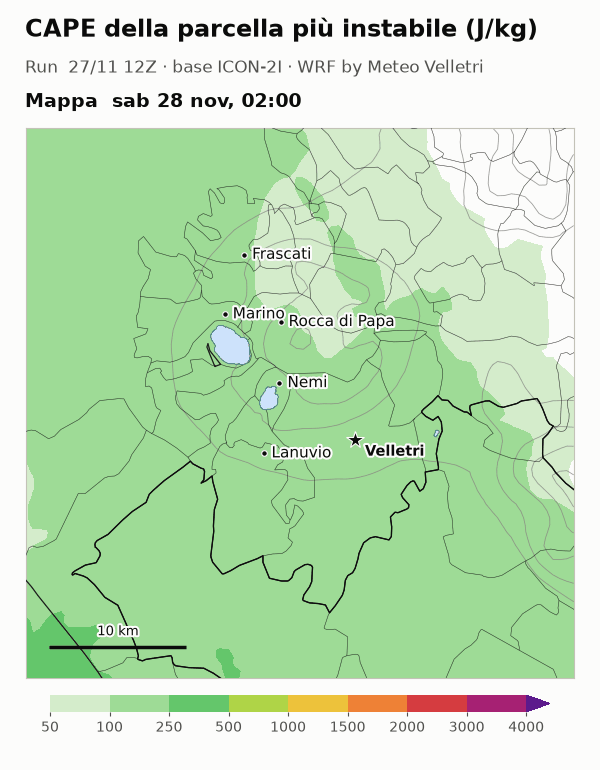 CAPE della parcella più instabile (J/kg)
Run  27/11 12Z · base ICON-2I · WRF by Meteo Velletri
Mappa  sab 28 nov, 02:00
Frascati
Marino
Rocca di Papa
Nemi
Velletri
Lanuvio
10 km
50 100 250 500 1000 1500 2000 3000 4000